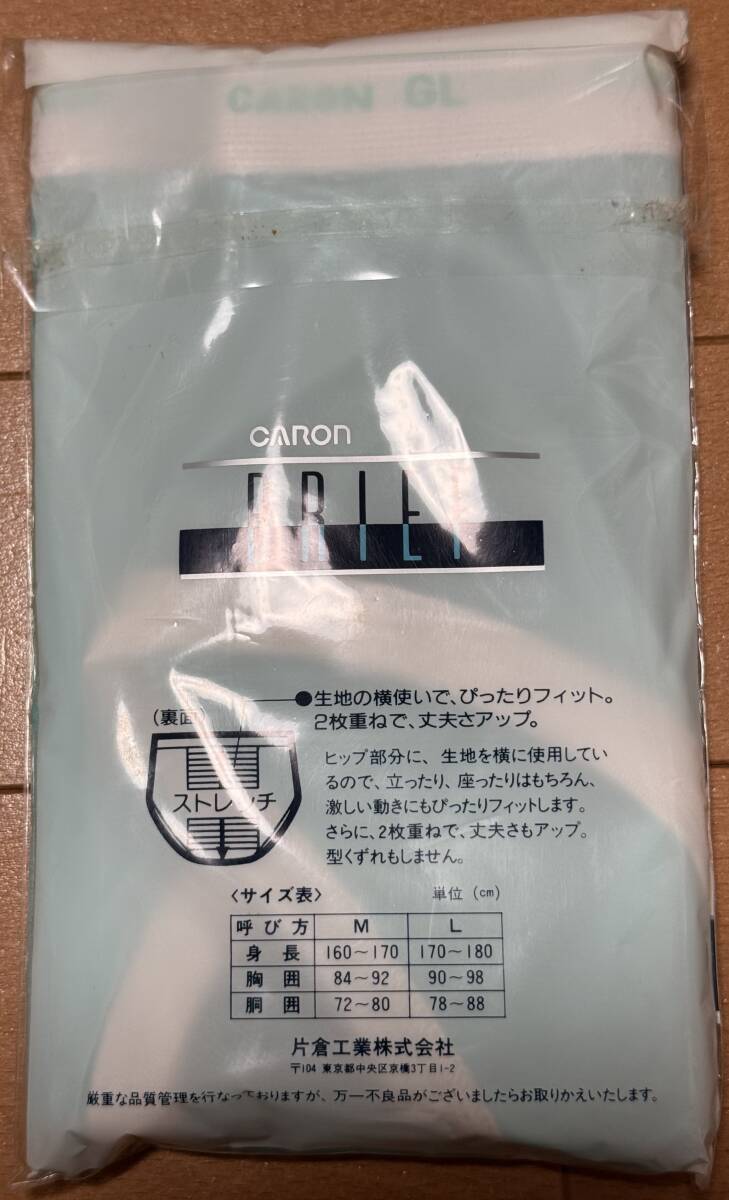 CARON GL
CARON
BRIEF
●生地の横使いで、ぴったりフィット。
2枚重ねで、丈夫さアップ。
(裏面)
ストレッチ
ヒップ部分に、生地を横に使用してい
るので、立ったり、座ったりはもちろん、
激しい動きにもぴったりフィットします。
さらに、2枚重ねで、丈夫さもアップ。
型くずれもしません。
〈サイズ表〉 単位(cm)
呼び方 M L
身長 160〜170 170〜180
胸囲 84〜92 90〜98
胴囲 72〜80 78〜88
片倉工業株式会社
〒104 東京都中央区京橋3丁目1-2
厳重な品質管理を行なっておりますが、万一不良品がございましたらお取りかえいたします。